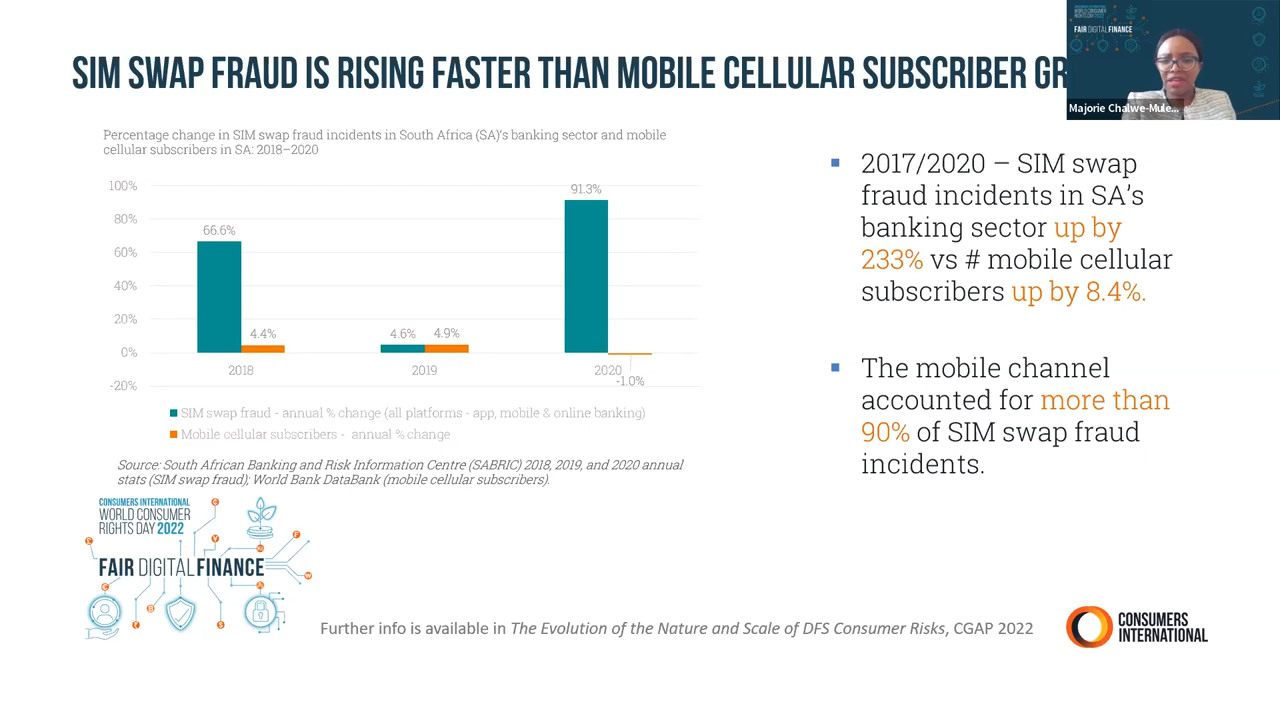 SIM SWAP FRAUD IS RISING FASTER THAN MOBILE CELLULAR SUBSCRIBER GR
CONSUMERS INTERNATIONAL
WORLD CONSUMER
RIGHTS DAY 2022
FAIR DIGITAL FINANCE
Majorie Chalwe-Mule...
Percentage change in SIM swap fraud incidents in South Africa (SA)'s banking sector and mobile
cellular subscribers in SA: 2018–2020
100%
80%
60%
40%
20%
0%
-20%
66.6%
4.4%
2018
4.6%
4.9%
2019
91.3%
2020
-1.0%
SIM swap fraud - annual % change (all platforms - app, mobile & online banking)
Mobile cellular subscribers - annual % change
Source: South African Banking and Risk Information Centre (SABRIC) 2018, 2019, and 2020 annual
stats (SIM swap fraud); World Bank DataBank (mobile cellular subscribers).
2017/2020 – SIM swap
fraud incidents in SA's
banking sector up by
233% vs # mobile cellular
subscribers up by 8.4%.
The mobile channel
accounted for more than
90% of SIM swap fraud
incidents.
CONSUMERS INTERNATIONAL
WORLD CONSUMER
RIGHTS DAY 2022
FAIR DIGITAL FINANCE
Further info is available in The Evolution of the Nature and Scale of DFS Consumer Risks, CGAP 2022
CONSUMERS
INTERNATIONAL